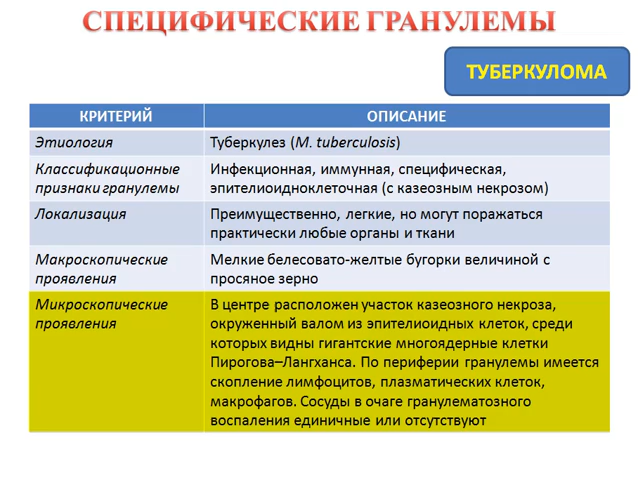 СПЕЦИФИЧЕСКИЕ ГРАНУЛЕМЫ
ТУБЕРКУЛОМА
КРИТЕРИЙ ОПИСАНИЕ
Этиология Туберкулез (M. tuberculosis)
Классификационные
признаки гранулемы
Инфекционная, иммунная, специфическая,
эпителиоидноклеточная (с казеозным некрозом)
Локализация
Преимущественно, легкие, но могут поражаться
практически любые органы и ткани
Макроскопические
проявления
Мелкие белесовато-желтые бугорки величиной с
просяное зерно
Микроскопические
проявления
В центре расположен участок казеозного некроза,
окруженный валом из эпителиоидных клеток, среди
которых видны гигантские многоядерные клетки
Пирогова–Лангханса. По периферии гранулемы имеется
скопление лимфоцитов, плазматических клеток,
макрофагов. Сосуды в очаге гранулематозного
воспаления единичные или отсутствуют